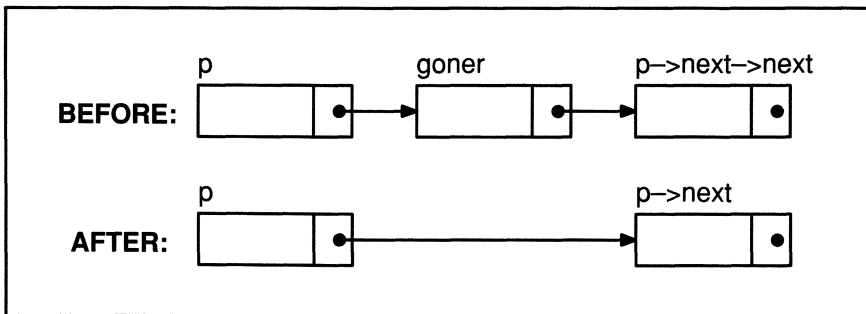 p goner p–>next–>next
BEFORE:
p p–>next
AFTER: